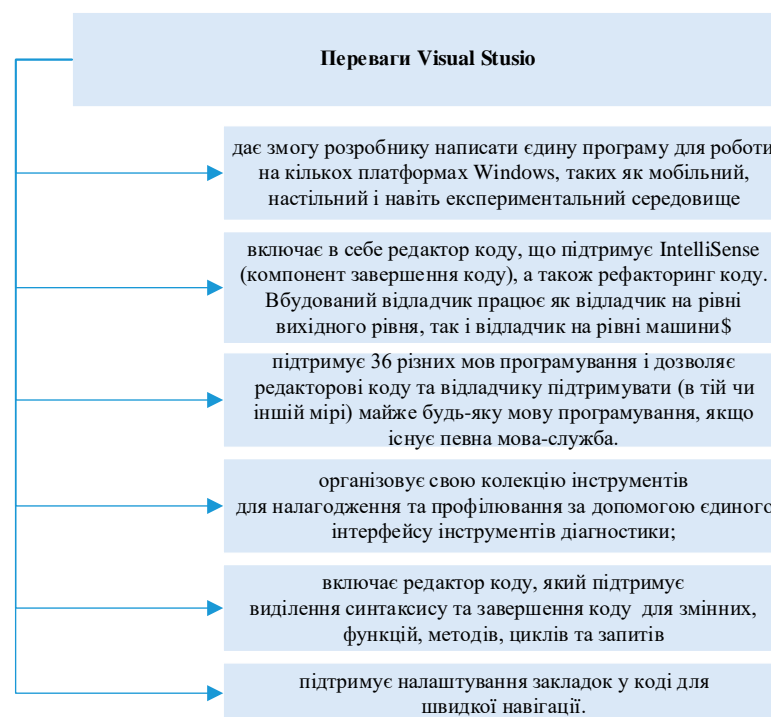 Переваги Visual Stusio
дає змогу розробнику написати єдину програму для роботи
на кількох платформах Windows, таких як мобільний,
настільний і навіть експериментальний середовище
включає в себе редактор коду, що підтримує IntelliSense
(компонент завершення коду), а також рефакторинг коду.
Вбудований відладчик працює як відладчик на рівні
вихідного рівня, так і відладчик на рівні машини$
підтримує 36 різних мов програмування і дозволяє
редакторові коду та відладчику підтримувати (в тій чи
іншій мірі) майже будь-яку мову програмування, якщо
існує певна мова-служба.
організовує свою колекцію інструментів
для налагодження та профілювання за допомогою єдиного
інтерфейсу інструментів діагностики;
включає редактор коду, який підтримує
виділення синтаксису та завершення коду для змінних,
функцій, методів, циклів та запитів
підтримує налаштування закладок у коді для
швидкої навігації.